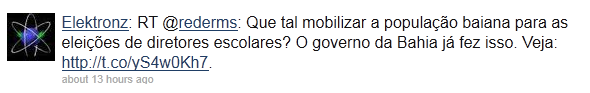 Elektronz: RT @rederms: Que tal mobilizar a população baiana para as
eleições de diretores escolares? O governo da Bahia já fez isso. Veja:
http://t.co/yS4w0Kh7.
about 13 hours ago